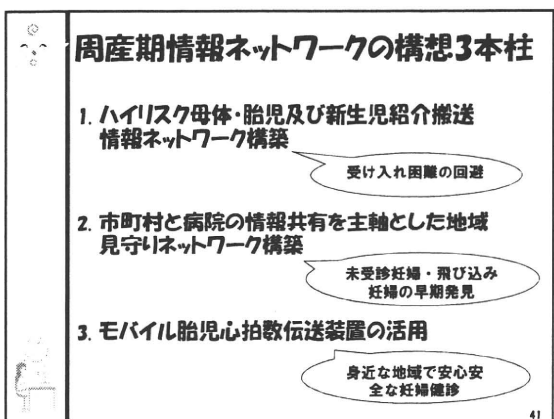 周産期情報ネットワークの構想3本柱
1. ハイリスク母体・胎児及び新生児紹介搬送
情報ネットワーク構築
受け入れ困難の回避
2. 市町村と病院の情報共有を主軸とした地域
見守りネットワーク構築
未受診妊婦・飛び込み
妊婦の早期発見
3. モバイル胎児心拍数伝送装置の活用
身近な地域で安心安
全な妊婦健診
41